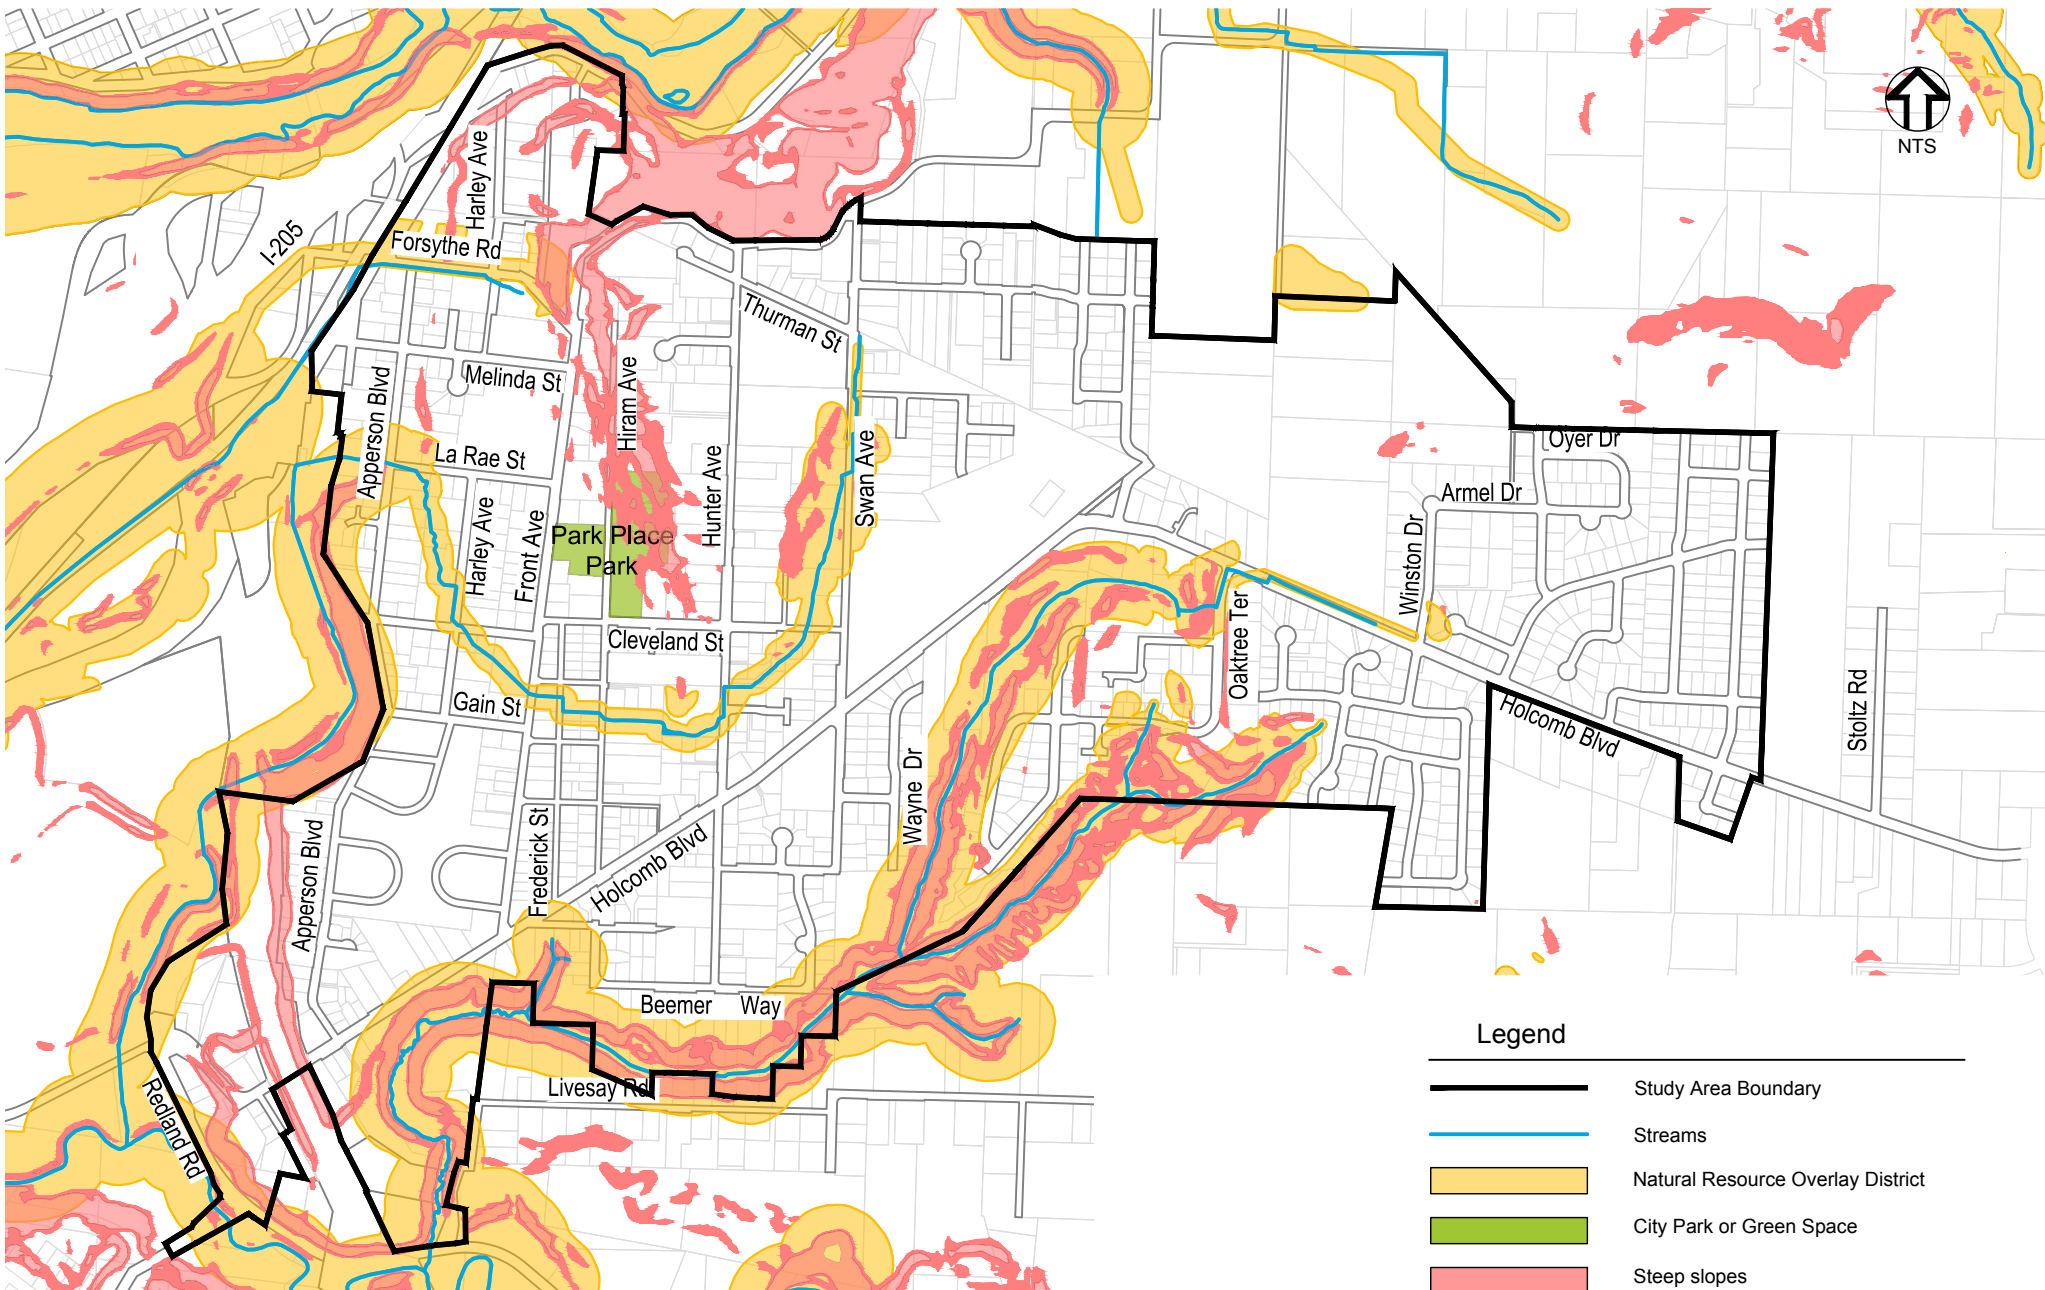 NTS
I-205
Harley Ave
Forsythe Rd
Thurman St
Melinda St
Hiram Ave
Apperson Blvd
La Rae St
Hunter Ave
Swan Ave
Harley Ave
Front Ave
Park Place
Park
Cleveland St
Gain St
Oyer Dr
Armel Dr
Winston Dr
Oaktree Ter
Holcomb Blvd
Stoltz Rd
Wayne Dr
Frederick St
Holcomb Blvd
Apperson Blvd
Beemer Way
Livesay Rd
Redland Rd
Legend
Study Area Boundary
Streams
Natural Resource Overlay District
City Park or Green Space
Steep slopes